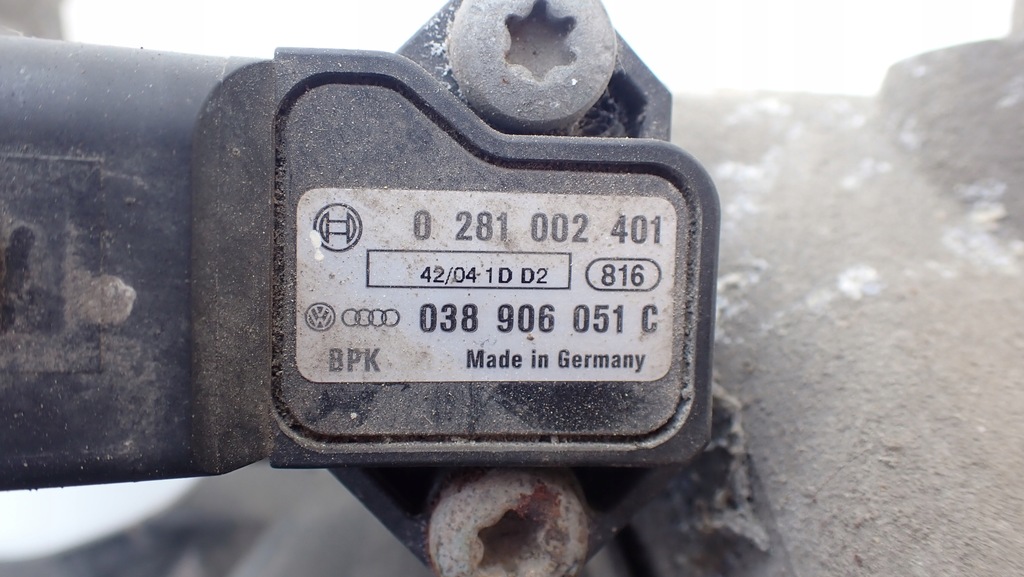 0 281 002 401
42/04 1D D2 816
038 906 051 C
BPK Made in Germany